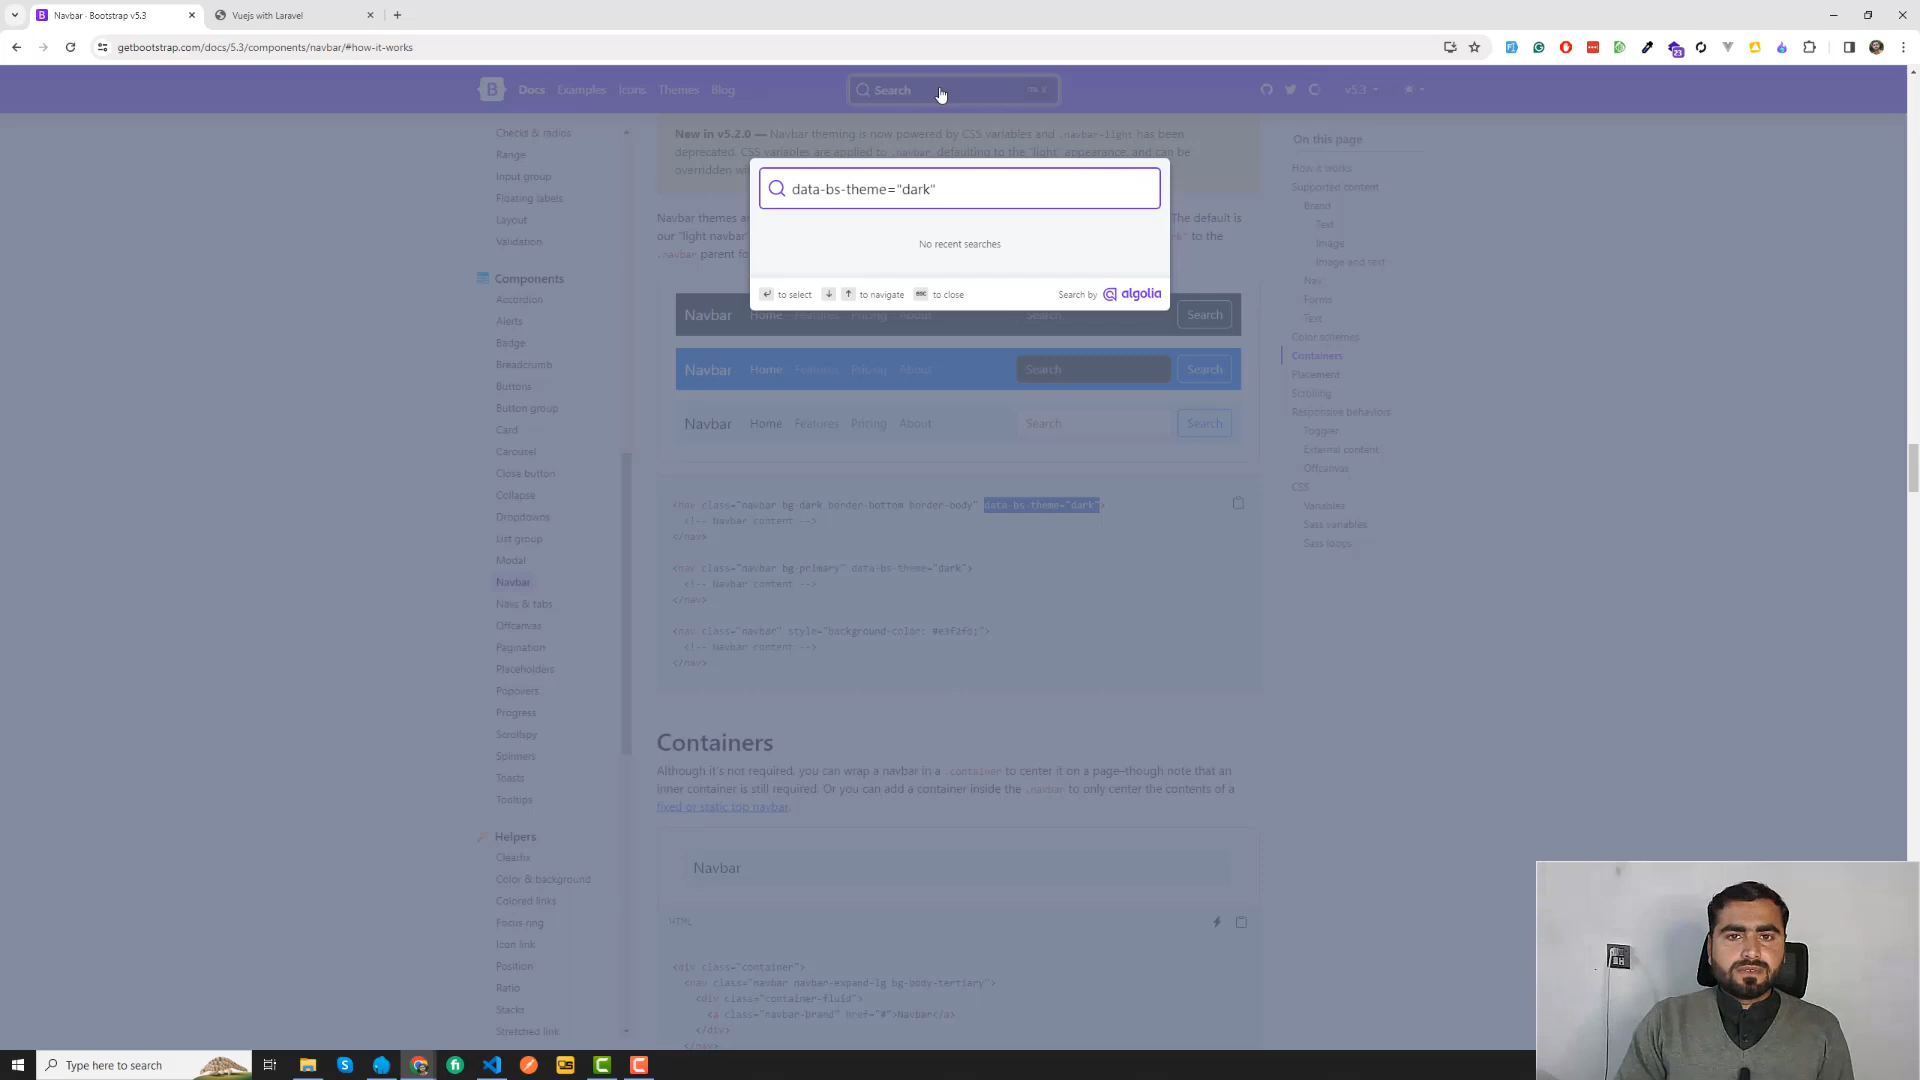 Navbar · Bootstrap v5.3
Vuejs with Laravel
getbootstrap.com/docs/5.3/components/navbar/#how-it-works
B Docs Examples Icons Themes Blog
Search
v5.3
Checks & radios
Range
Input group
Floating labels
Layout
Validation
Components
Accordion
Alerts
Badge
Breadcrumb
Buttons
Button group
Card
Carousel
Close button
Collapse
Dropdowns
List group
Modal
Navbar
Navs & tabs
Offcanvas
Pagination
Placeholders
Popovers
Progress
Scrollspy
Spinners
Toasts
Tooltips
Helpers
Clearfix
Color & background
Colored links
Focus ring
Icon link
Position
Ratio
Stacks
Stretched link
New in v5.2.0 — Navbar theming is now powered by CSS variables and .navbar-light has been
deprecated. CSS variables are applied to .navbar, defaulting to the "light" appearance, and can be
overridden
data-bs-theme="dark"
No recent searches
to select to navigate esc to close Search by algolia
Navbar themes
The default is
our "light navbar"
to the
.navbar parent
Navbar Home Features Pricing About Search Search
Navbar Home Features Pricing About Search Search
Navbar Home Features Pricing About Search Search
<nav class="navbar bg-dark border-bottom border-body" data-bs-theme="dark">
<!-- Navbar content -->
</nav>
<nav class="navbar bg-primary" data-bs-theme="dark">
<!-- Navbar content -->
</nav>
<nav class="navbar" style="background-color: #e3f2fd;">
<!-- Navbar content -->
</nav>
Containers
Although it's not required, you can wrap a navbar in a .container to center it on a page–though note that an
inner container is still required. Or you can add a container inside the .navbar to only center the contents of a
fixed or static top navbar.
Navbar
HTML
<div class="container">
<nav class="navbar navbar-expand-lg bg-body-tertiary">
<div class="container-fluid">
<a class="navbar-brand" href="#">Navbar</a>
</div>
On this page
How it works
Supported content
Brand
Text
Image
Image and text
Nav
Forms
Text
Color schemes
Containers
Placement
Scrolling
Responsive behaviors
Toggler
External content
Offcanvas
CSS
Variables
Sass variables
Sass loops
Type here to search